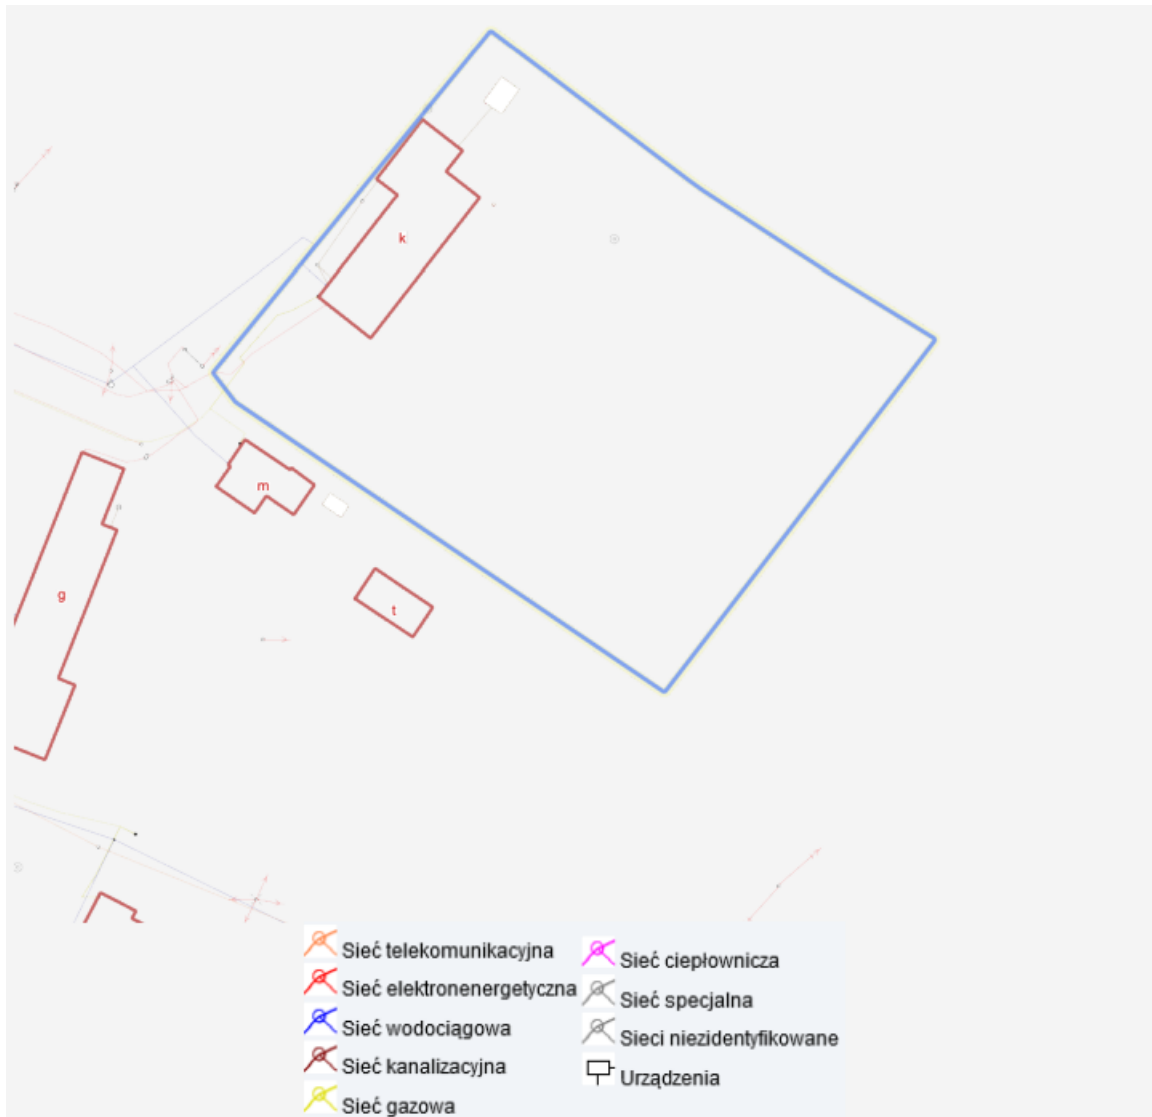 k
m
g
t
Sieć telekomunikacyjna
Sieć elektronenergetyczna
Sieć wodociągowa
Sieć kanalizacyjna
Sieć gazowa
Sieć ciepłownicza
Sieć specjalna
Sieci niezidentyfikowane
Urządzenia